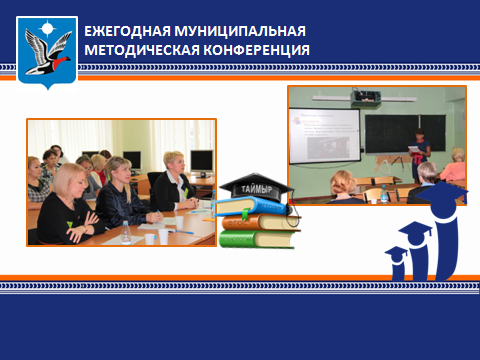 ЕЖЕГОДНАЯ МУНИЦИПАЛЬНАЯ
МЕТОДИЧЕСКАЯ КОНФЕРЕНЦИЯ
ТАЙМЫР